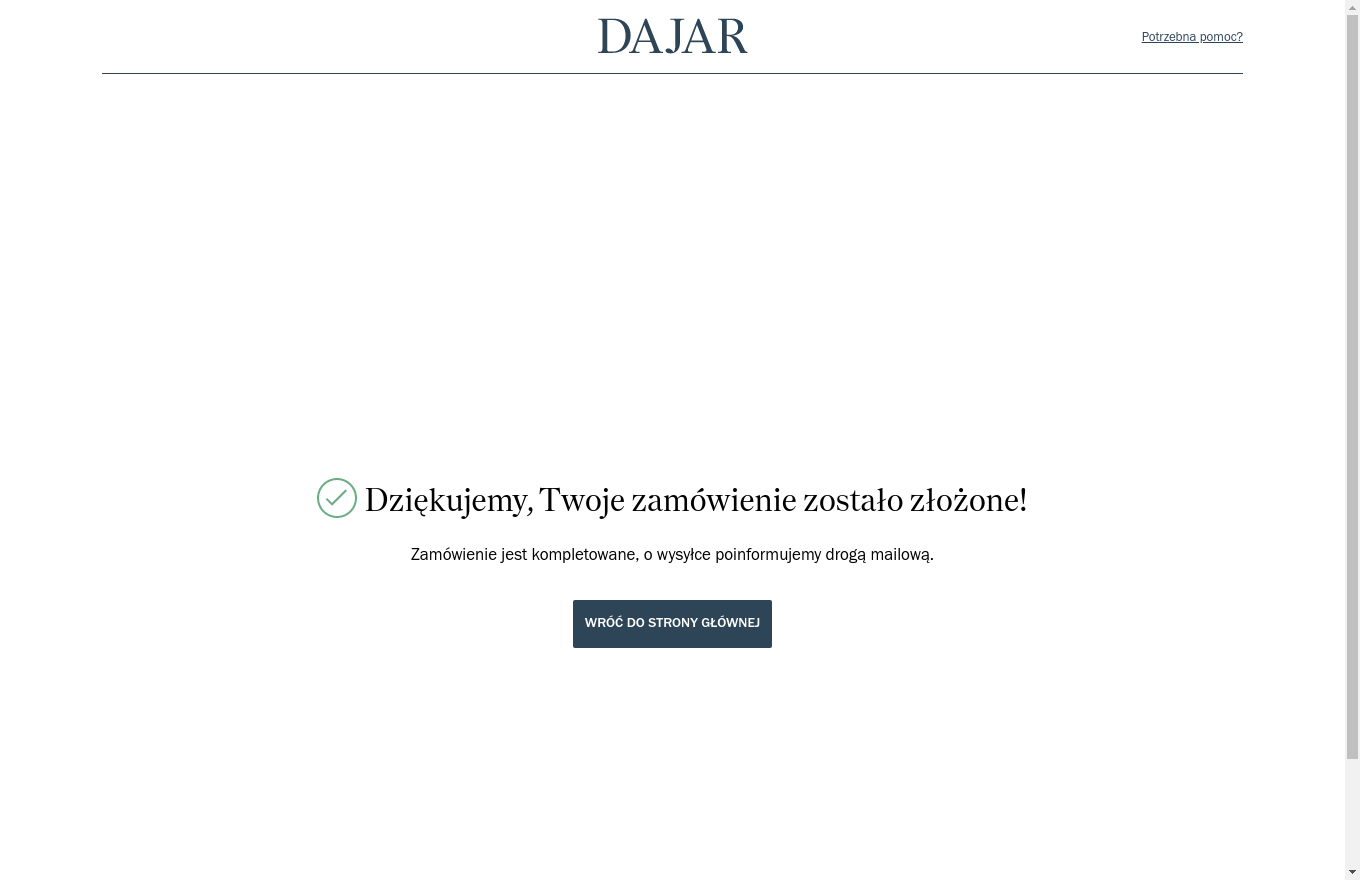 DAJAR
Potrzebna pomoc?
Dziękujemy, Twoje zamówienie zostało złożone!
Zamówienie jest kompletowane, o wysyłce poinformujemy drogą mailową.
WRÓĆ DO STRONY GŁÓWNEJ